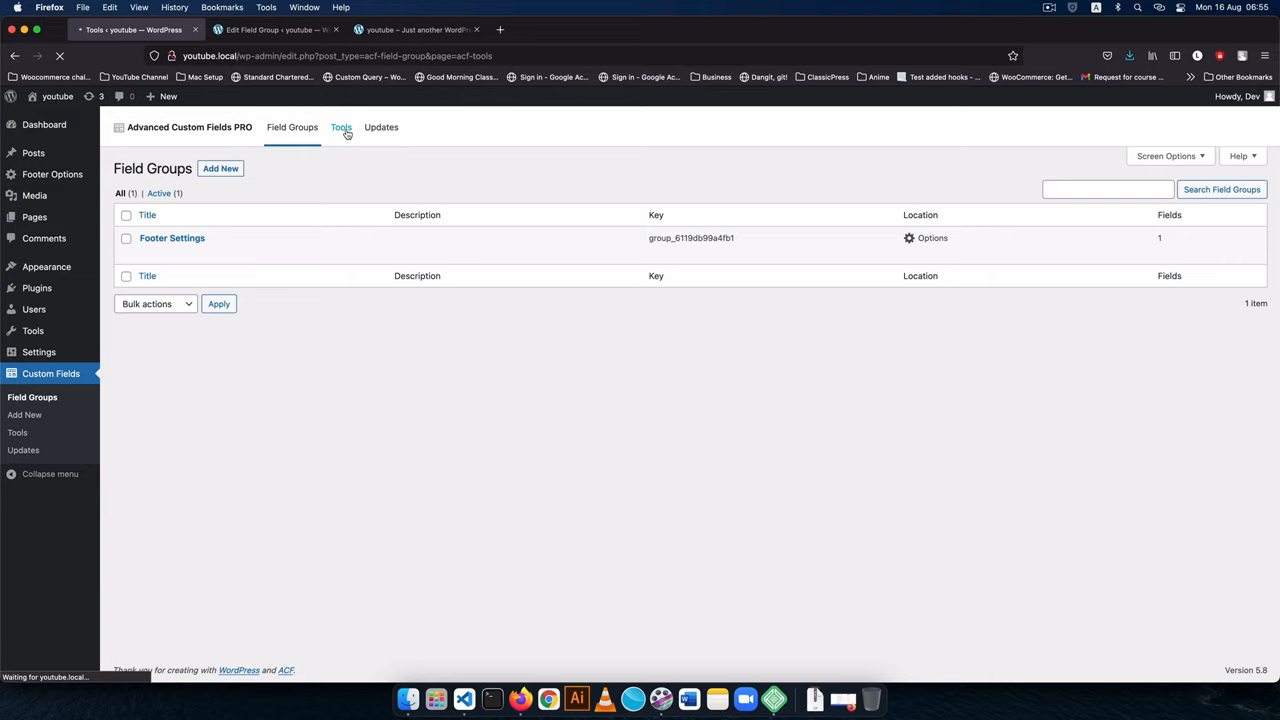 Firefox File Edit View History Bookmarks Tools Window Help Mon 16 Aug 06:55
Tools ‹ youtube — WordPress Edit Field Group ‹ youtube — W youtube – Just another WordPr
youtube.local/wp-admin/edit.php?post_type=acf-field-group&page=acf-tools
Woocommerce chal... YouTube Channel Mac Setup Standard Chartered... Custom Query – Wo... Good Morning Class... Sign in - Google Ac... Sign in - Google Ac... Business Dangit, git! ClassicPress Anime Test added hooks – ... WooCommerce: Get... Request for course ... Other Bookmarks
youtube 3 0 New Howdy, Dev
Dashboard
Posts
Footer Options
Media
Pages
Comments
Appearance
Plugins
Users
Tools
Settings
Custom Fields
Field Groups
Add New
Tools
Updates
Collapse menu
Advanced Custom Fields PRO Field Groups Tools Updates
Screen Options Help
Field Groups Add New
All (1) | Active (1)
Search Field Groups
Title Description Key Location Fields
Footer Settings group_6119db99a4fb1 Options 1
Title Description Key Location Fields
Bulk actions Apply 1 item
Thank you for creating with WordPress and ACF. Version 5.8
Waiting for youtube.local...
Ai